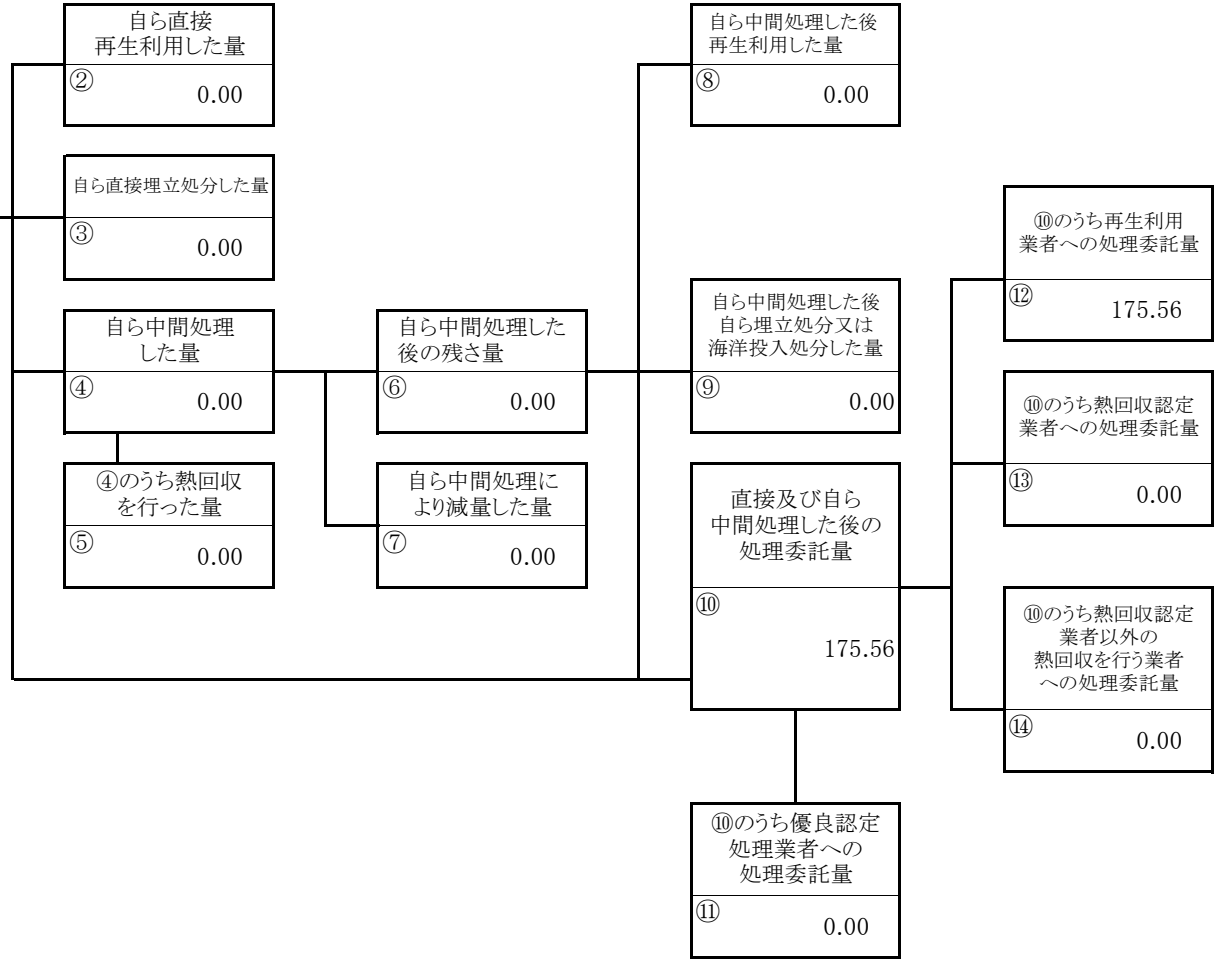 自ら直接
再生利用した量
②
0.00
自ら直接埋立処分した量
③
0.00
自ら中間処理
した量
④
0.00
④のうち熱回収
を行った量
⑤
0.00
自ら中間処理した
後の残さ量
⑥
0.00
自ら中間処理に
より減量した量
⑦
0.00
自ら中間処理した後
再生利用した量
⑧
0.00
自ら中間処理した後
自ら埋立処分又は
海洋投入処分した量
⑨
0.00
直接及び自ら
中間処理した後の
処理委託量
⑩
175.56
⑩のうち優良認定
処理業者への
処理委託量
⑪
0.00
⑩のうち再生利用
業者への処理委託量
⑫
175.56
⑩のうち熱回収認定
業者への処理委託量
⑬
0.00
⑩のうち熱回収認定
業者以外の
熱回収を行う業者
への処理委託量
⑭
0.00